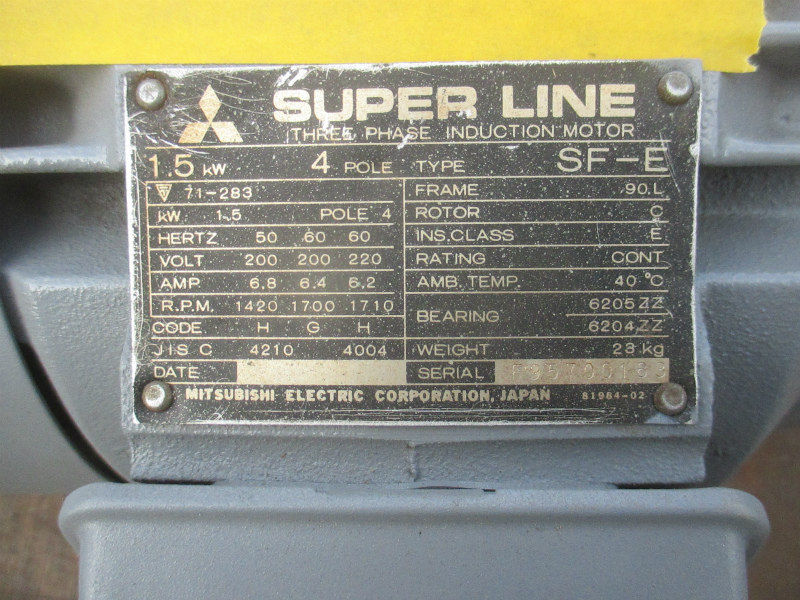 SUPER LINE
THREE PHASE INDUCTION MOTOR
1.5 kW 4 POLE TYPE SF-E
71-283
kW 1.5 POLE 4
HERTZ 50 60 60
VOLT 200 200 220
AMP 6.8 6.4 6.2
R.P.M. 1420 1700 1710
CODE H G H
JIS C 4210 4004
DATE
FRAME 90L
ROTOR C
INS.CLASS E
RATING CONT
AMB. TEMP. 40°C
BEARING 6205ZZ
6204ZZ
WEIGHT 23kg
SERIAL
MITSUBISHI ELECTRIC CORPORATION, JAPAN 81964-02